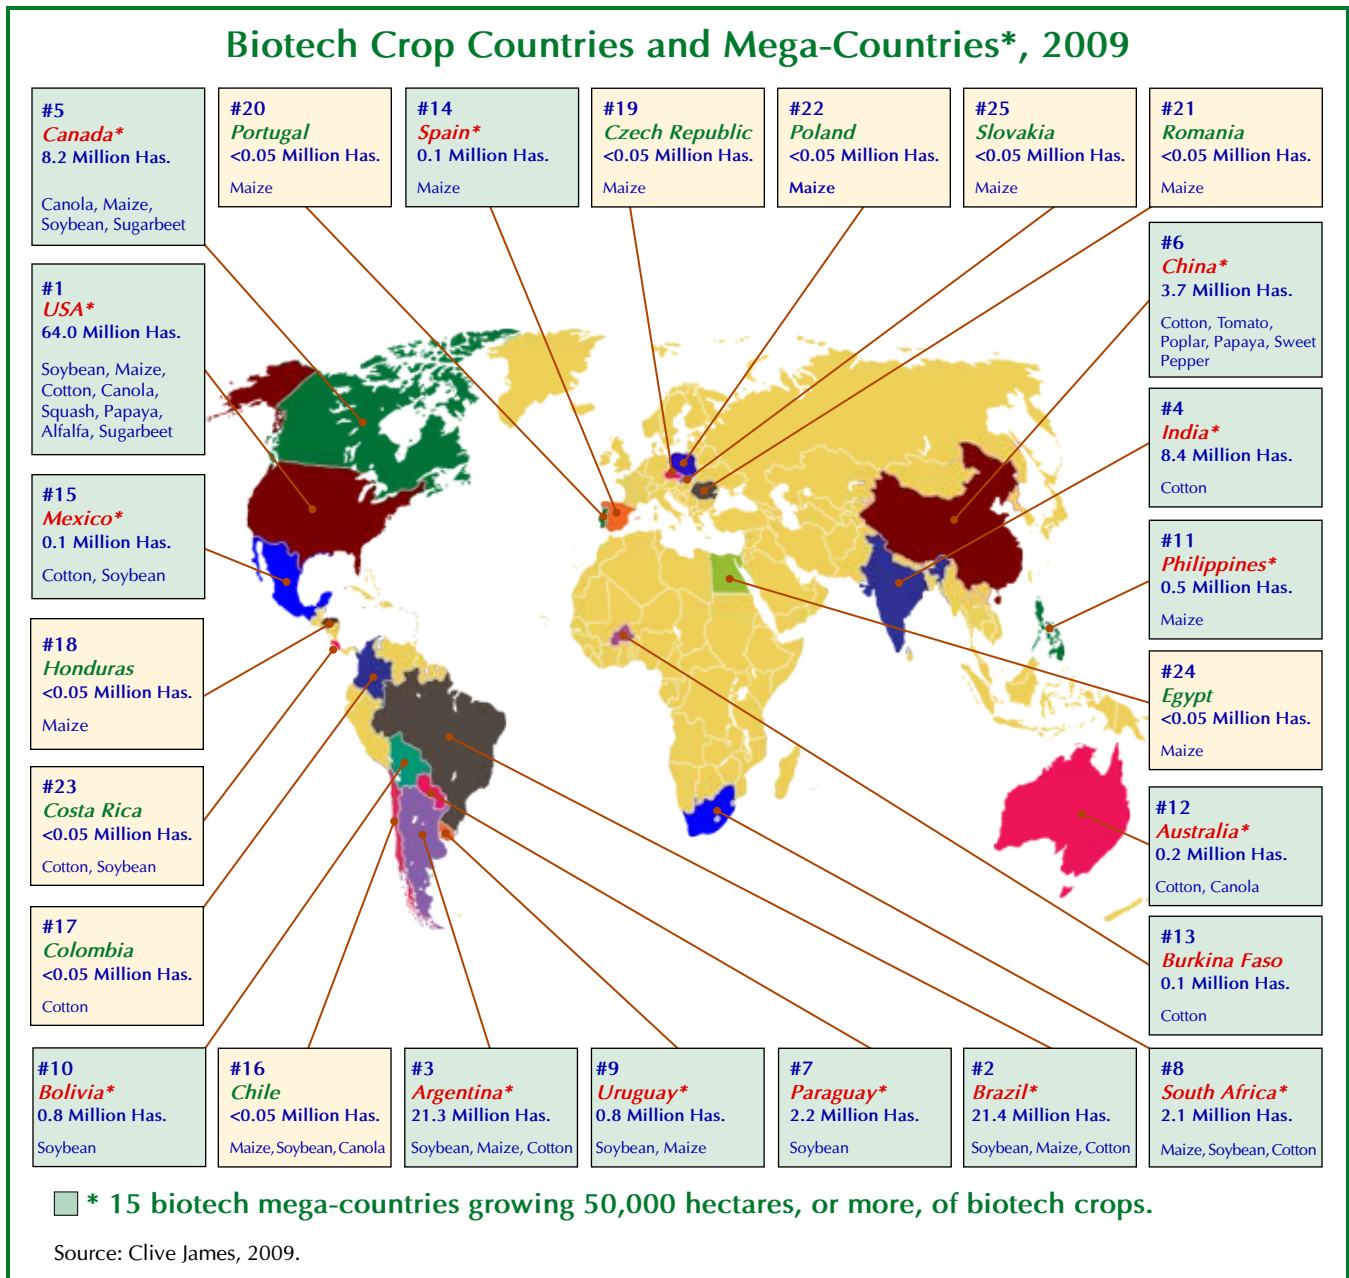 Biotech Crop Countries and Mega-Countries*, 2009
#5
Canada*
8.2 Million Has.
Canola, Maize,
Soybean, Sugarbeet
#20
Portugal
<0.05 Million Has.
Maize
#14
Spain*
0.1 Million Has.
Maize
#19
Czech Republic
<0.05 Million Has.
Maize
#22
Poland
<0.05 Million Has.
Maize
#25
Slovakia
<0.05 Million Has.
Maize
#21
Romania
<0.05 Million Has.
Maize
#1
USA*
64.0 Million Has.
Soybean, Maize,
Cotton, Canola,
Squash, Papaya,
Alfalfa, Sugarbeet
#6
China*
3.7 Million Has.
Cotton, Tomato,
Poplar, Papaya, Sweet
Pepper
#4
India*
8.4 Million Has.
Cotton
#15
Mexico*
0.1 Million Has.
Cotton, Soybean
#11
Philippines*
0.5 Million Has.
Maize
#18
Honduras
<0.05 Million Has.
Maize
#24
Egypt
<0.05 Million Has.
Maize
#23
Costa Rica
<0.05 Million Has.
Cotton, Soybean
#12
Australia*
0.2 Million Has.
Cotton, Canola
#17
Colombia
<0.05 Million Has.
Cotton
#13
Burkina Faso
0.1 Million Has.
Cotton
#10
Bolivia*
0.8 Million Has.
Soybean
#16
Chile
<0.05 Million Has.
Maize, Soybean, Canola
#3
Argentina*
21.3 Million Has.
Soybean, Maize, Cotton
#9
Uruguay*
0.8 Million Has.
Soybean, Maize
#7
Paraguay*
2.2 Million Has.
Soybean
#2
Brazil*
21.4 Million Has.
Soybean, Maize, Cotton
#8
South Africa*
2.1 Million Has.
Maize, Soybean, Cotton
* 15 biotech mega-countries growing 50,000 hectares, or more, of biotech crops.
Source: Clive James, 2009.